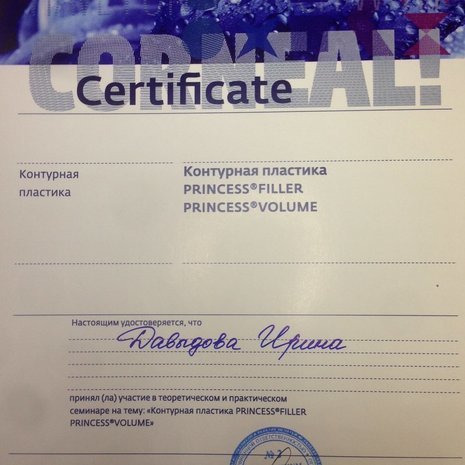 CORNEAL!
Certificate
Контурная
пластика
Контурная пластика
PRINCESS®FILLER
PRINCESS®VOLUME
Настоящим удостоверяется, что
Давыдова Ирина
принял (ла) участие в теоретическом и практическом
семинаре на тему: «Контурная пластика PRINCESS®FILLER
PRINCESS®VOLUME»